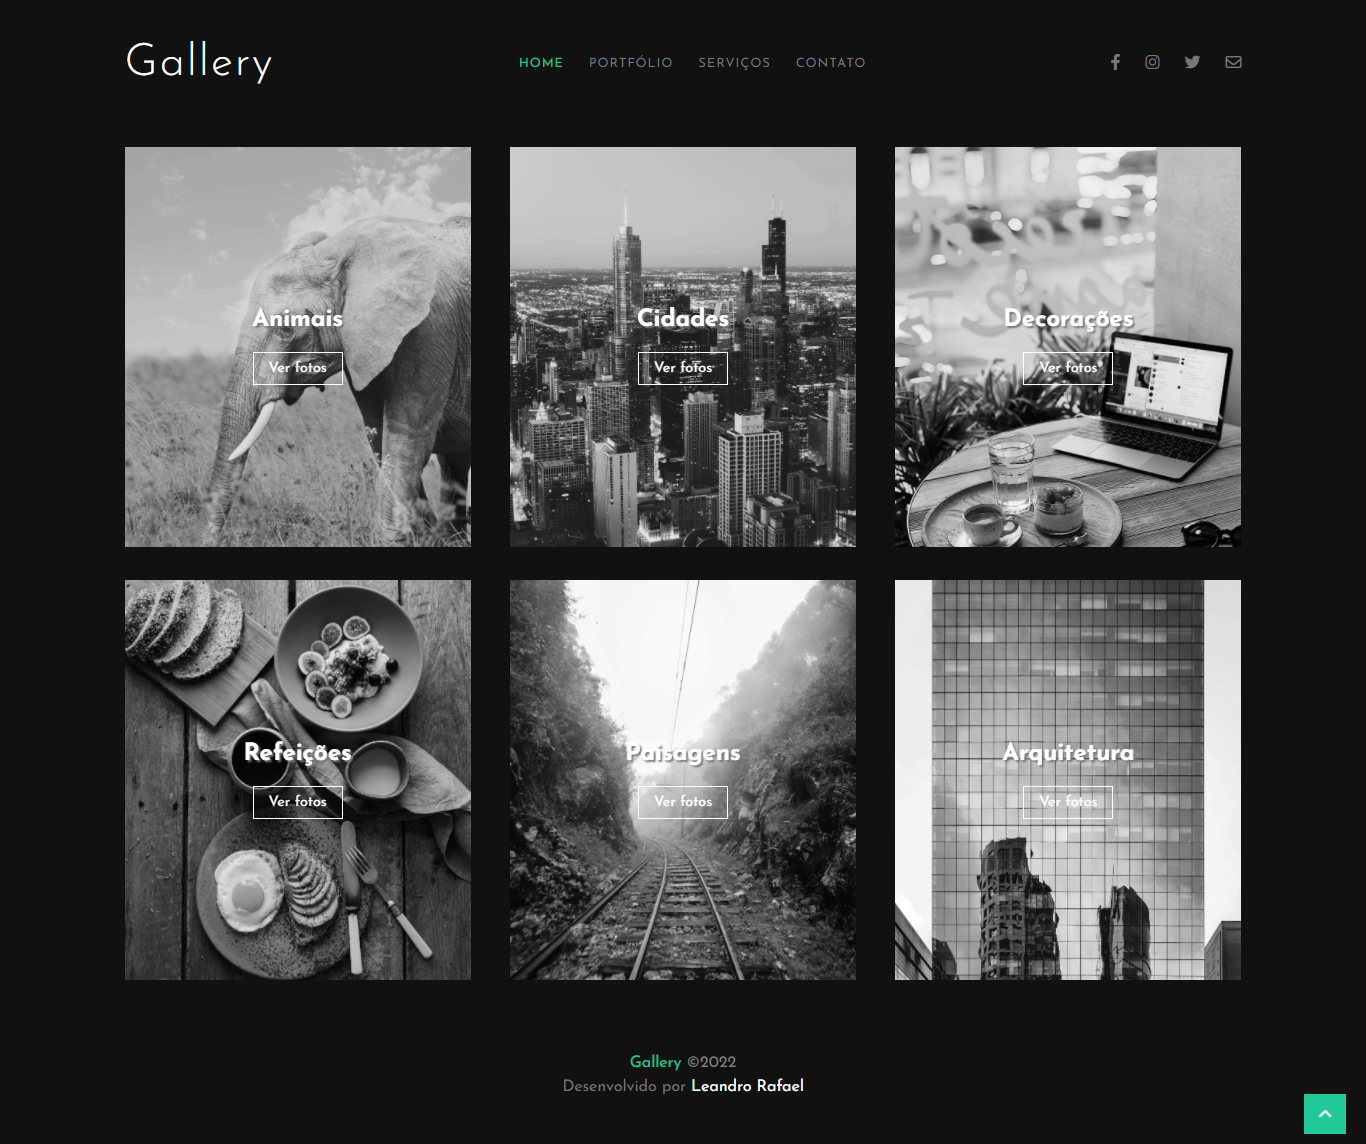 Gallery
HOME PORTFÓLIO SERVIÇOS CONTATO
Animais
Ver fotos
Cidades
Ver fotos
Decorações
Ver fotos
Refeições
Ver fotos
Paisagens
Ver fotos
Arquitetura
Ver fotos
Gallery ©2022
Desenvolvido por Leandro Rafael